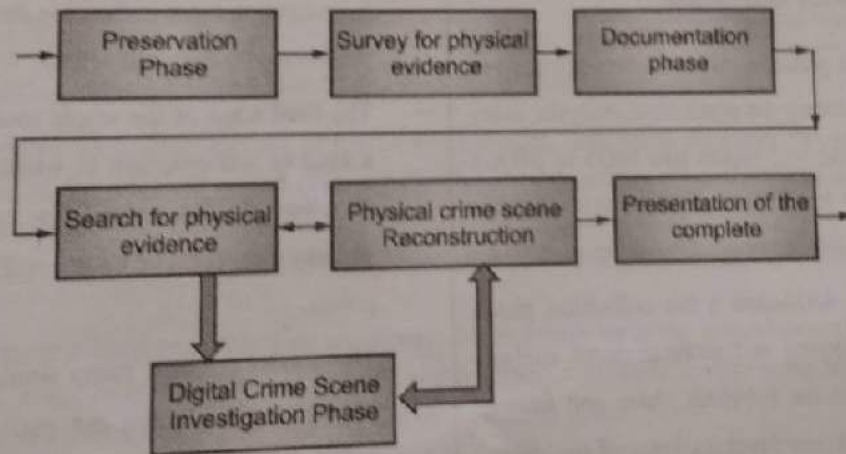 Preservation
Phase
Survey for physical
evidence
Documentation
phase
Search for physical
evidence
Physical crime scene
Reconstruction
Presentation of the
complete
Digital Crime Scene
Investigation Phase